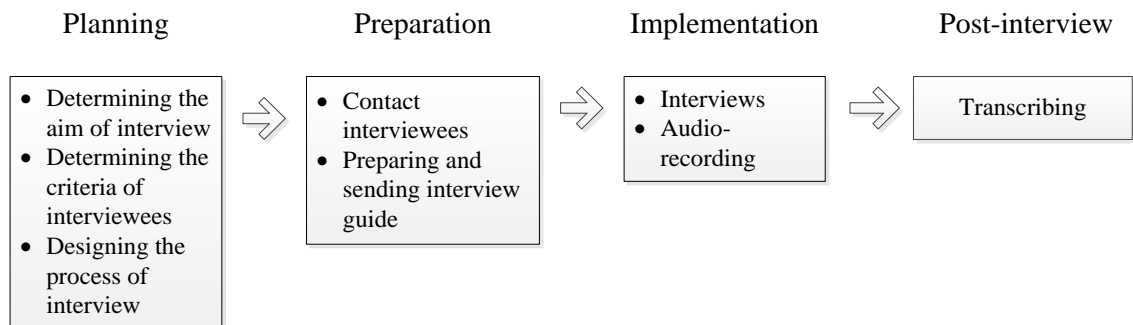 Planning
Preparation
Implementation
Post-interview
• Determining the
aim of interview
• Determining the
criteria of
interviewees
• Designing the
process of
interview
• Contact
interviewees
• Preparing and
sending interview
guide
• Interviews
• Audio-
recording
Transcribing